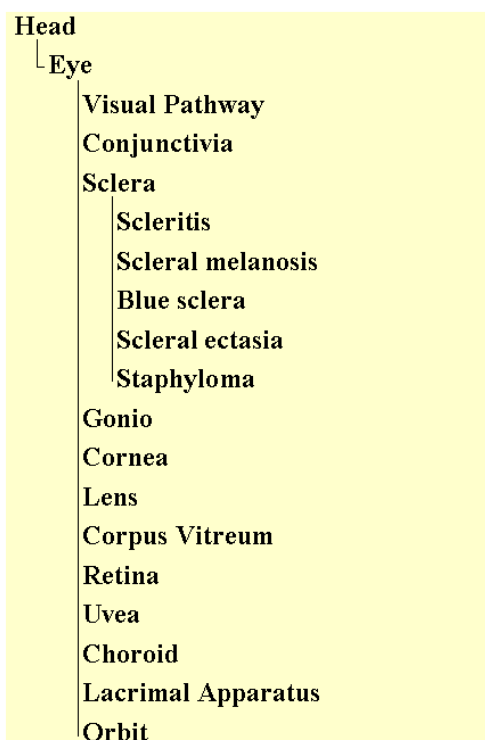 Head
Eye
Visual Pathway
Conjunctivia
Sclera
Scleritis
Scleral melanosis
Blue sclera
Scleral ectasia
Staphyloma
Gonio
Cornea
Lens
Corpus Vitreum
Retina
Uvea
Choroid
Lacrimal Apparatus
Orbit